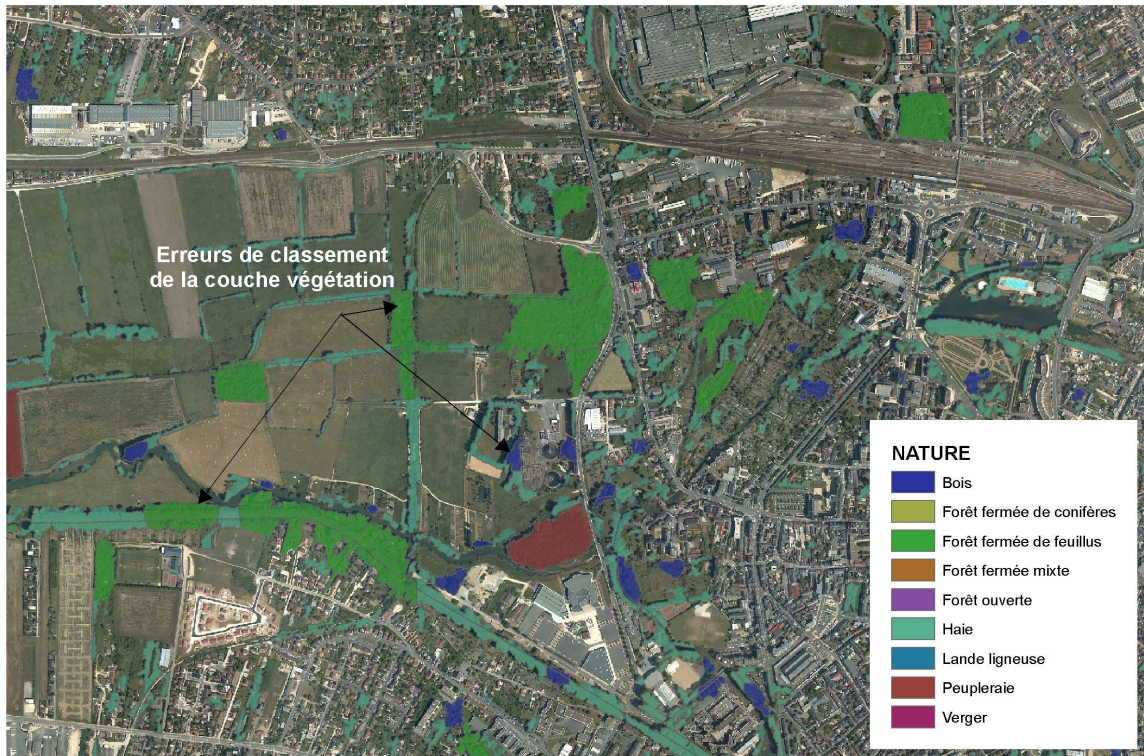 Erreurs de classement
de la couche végétation
NATURE
Bois
Forêt fermée de conifères
Forêt fermée de feuillus
Forêt fermée mixte
Forêt ouverte
Haie
Lande ligneuse
Peupleraie
Verger